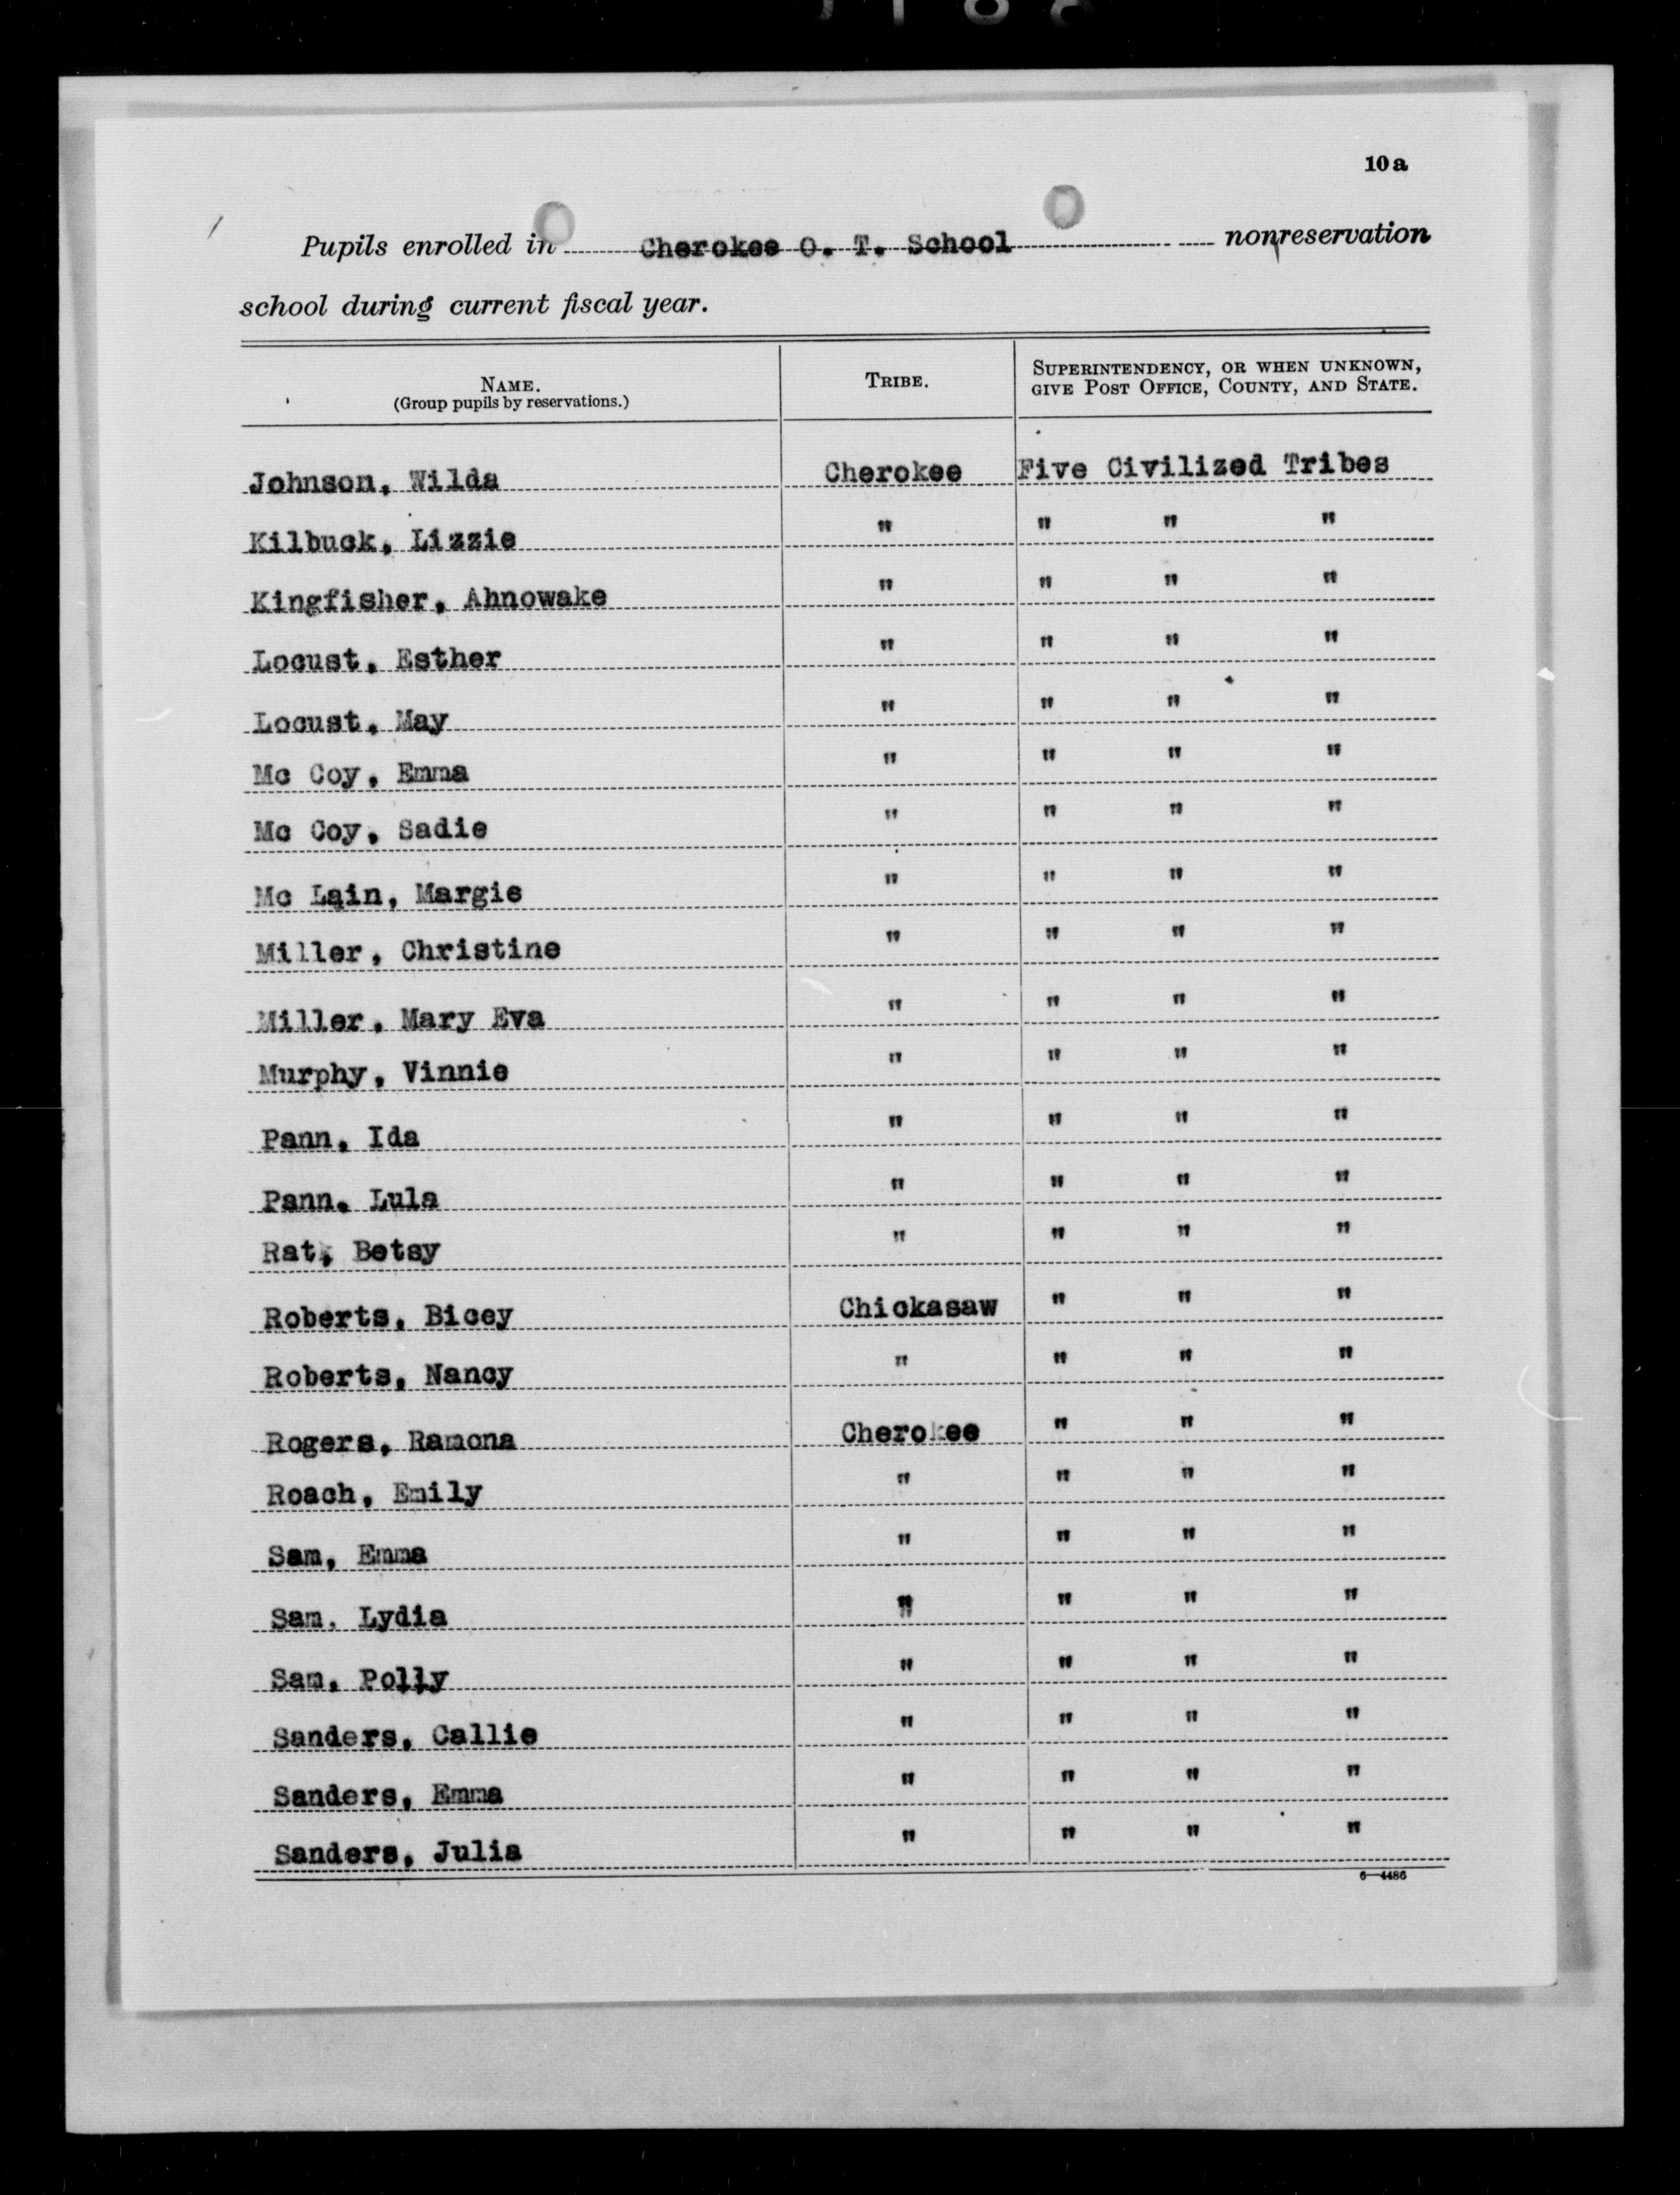 10a
Pupils enrolled in Cherokee O. T. School nonreservation
school during current fiscal year.
NAME. TRIBE. SUPERINTENDENCY, OR WHEN UNKNOWN,
(Group pupils by reservations.) GIVE POST OFFICE, COUNTY, AND STATE.
Johnson, Wilda Cherokee Five Civilized Tribes
Kilbuck, Lizzie " " " "
Kingfisher, Ahnowake " " " "
Locust, Esther " " " "
Locust, May " " " "
Mc Coy, Emma " " " "
Mc Coy, Sadie " " " "
Mc Lain, Margie " " " "
Miller, Christine " " " "
Miller, Mary Eva " " " "
Murphy, Vinnie " " " "
Pann, Ida " " " "
Pann, Lula " " " "
Rat, Betsy " " " "
Roberts, Bicey Chickasaw " " "
Roberts, Nancy " " " "
Rogers, Ramona Cherokee " " "
Roach, Emily " " " "
Sam, Emma " " " "
Sam, Lydia " " " "
Sam, Polly " " " "
Sanders, Callie " " " "
Sanders, Emma " " " "
Sanders, Julia " " " "
6—4486